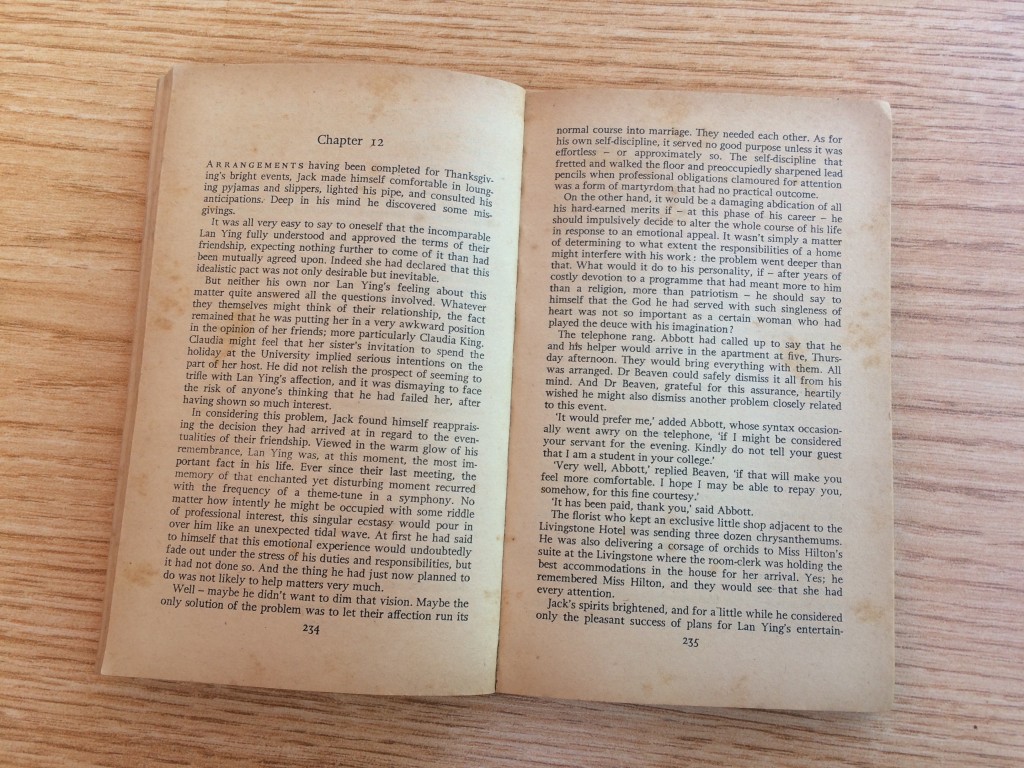 Chapter 12
ARRANGEMENTS having been completed for Thanksgiv-
ing's bright events, Jack made himself comfortable in loung-
ing pyjamas and slippers, lighted his pipe, and consulted his
anticipations. Deep in his mind he discovered some mis-
givings.
It was all very easy to say to oneself that the incomparable
Lan Ying fully understood and approved the terms of their
friendship, expecting nothing further to come of it than had
been mutually agreed upon. Indeed she had declared that this
idealistic pact was not only desirable but inevitable.
But neither his own nor Lan Ying's feeling about this
matter quite answered all the questions involved. Whatever
they themselves might think of their relationship, the fact
remained that he was putting her in a very awkward position
in the opinion of her friends; more particularly Claudia King.
Claudia might feel that her sister's invitation to spend the
holiday at the University implied serious intentions on the
part of her host. He did not relish the prospect of seeming to
trifle with Lan Ying's affection, and it was dismaying to face
the risk of anyone's thinking that he had failed her, after
having shown so much interest.
In considering this problem, Jack found himself reapprais-
ing the decision they had arrived at in regard to the even-
tualities of their friendship. Viewed in the warm glow of his
remembrance, Lan Ying was, at this moment, the most im-
portant fact in his life. Ever since their last meeting, the
memory of that enchanted yet disturbing moment recurred
with the frequency of a theme-tune in a symphony. No
matter how intently he might be occupied with some riddle
of professional interest, this singular ecstasy would pour in
over him like an unexpected tidal wave. At first he had said
to himself that this emotional experience would undoubtedly
fade out under the stress of his duties and responsibilities, but
it had not done so. And the thing he had just now planned to
do was not likely to help matters very much.
Well – maybe he didn't want to dim that vision. Maybe the
only solution of the problem was to let their affection run its
234
normal course into marriage. They needed each other. As for
his own self-discipline, it served no good purpose unless it was
effortless – or approximately so. The self-discipline that
fretted and walked the floor and preoccupiedly sharpened lead
pencils when professional obligations clamoured for attention
was a form of martyrdom that had no practical outcome.
On the other hand, it would be a damaging abdication of all
his hard-earned merits if – at this phase of his career – he
should impulsively decide to alter the whole course of his life
in response to an emotional appeal. It wasn't simply a matter
of determining to what extent the responsibilities of a home
might interfere with his work: the problem went deeper than
that. What would it do to his personality, if – after years of
costly devotion to a programme that had meant more to him
than a religion, more than patriotism – he should say to
himself that the God he had served with such singleness of
heart was not so important as a certain woman who had
played the deuce with his imagination?
The telephone rang. Abbott had called up to say that he
and his helper would arrive in the apartment at five, Thurs-
day afternoon. They would bring everything with them. All
was arranged. Dr Beaven could safely dismiss it all from his
mind. And Dr Beaven, grateful for this assurance, heartily
wished he might also dismiss another problem closely related
to this event.
'It would prefer me,' added Abbott, whose syntax occasion-
ally went awry on the telephone, 'if I might be considered
your servant for the evening. Kindly do not tell your guest
that I am a student in your college.'
'Very well, Abbott,' replied Beaven, 'if that will make you
feel more comfortable. I hope I may be able to repay you,
somehow, for this fine courtesy.'
'It has been paid, thank you,' said Abbott.
The florist who kept an exclusive little shop adjacent to the
Livingstone Hotel was sending three dozen chrysanthemums.
He was also delivering a corsage of orchids to Miss Hilton's
suite at the Livingstone where the room-clerk was holding the
best accommodations in the house for her arrival. Yes; he
remembered Miss Hilton, and they would see that she had
every attention.
Jack's spirits brightened, and for a little while he considered
only the pleasant success of plans for Lan Ying's entertain-
235